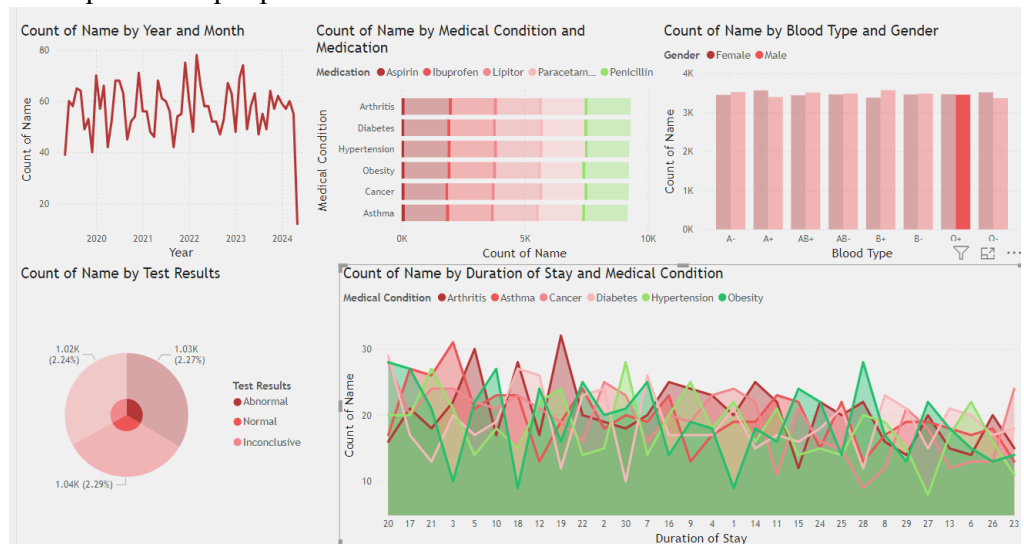 Count of Name by Year and Month
80
60
40
20
Count of Name
2020 2021 2022 2023 2024
Year
Count of Name by Medical Condition and
Medication
Medication Aspirin Ibuprofen Lipitor Paracetam... Penicillin
Medical Condition
Arthritis
Diabetes
Hypertension
Obesity
Cancer
Asthma
0K 5K 10K
Count of Name
Count of Name by Blood Type and Gender
Gender Female Male
4K
3K
2K
1K
0K
Count of Name
A- A+ AB+ AB- B+ B- O+ O-
Blood Type
Count of Name by Test Results
1.02K
(2.24%)
1.03K
(2.27%)
1.04K (2.29%)
Test Results
Abnormal
Normal
Inconclusive
Count of Name by Duration of Stay and Medical Condition
Medical Condition Arthritis Asthma Cancer Diabetes Hypertension Obesity
30
20
10
Count of Name
20 17 21 3 5 10 18 12 19 22 2 30 7 16 9 4 1 14 11 15 24 25 28 8 29 27 13 6 26 23
Duration of Stay